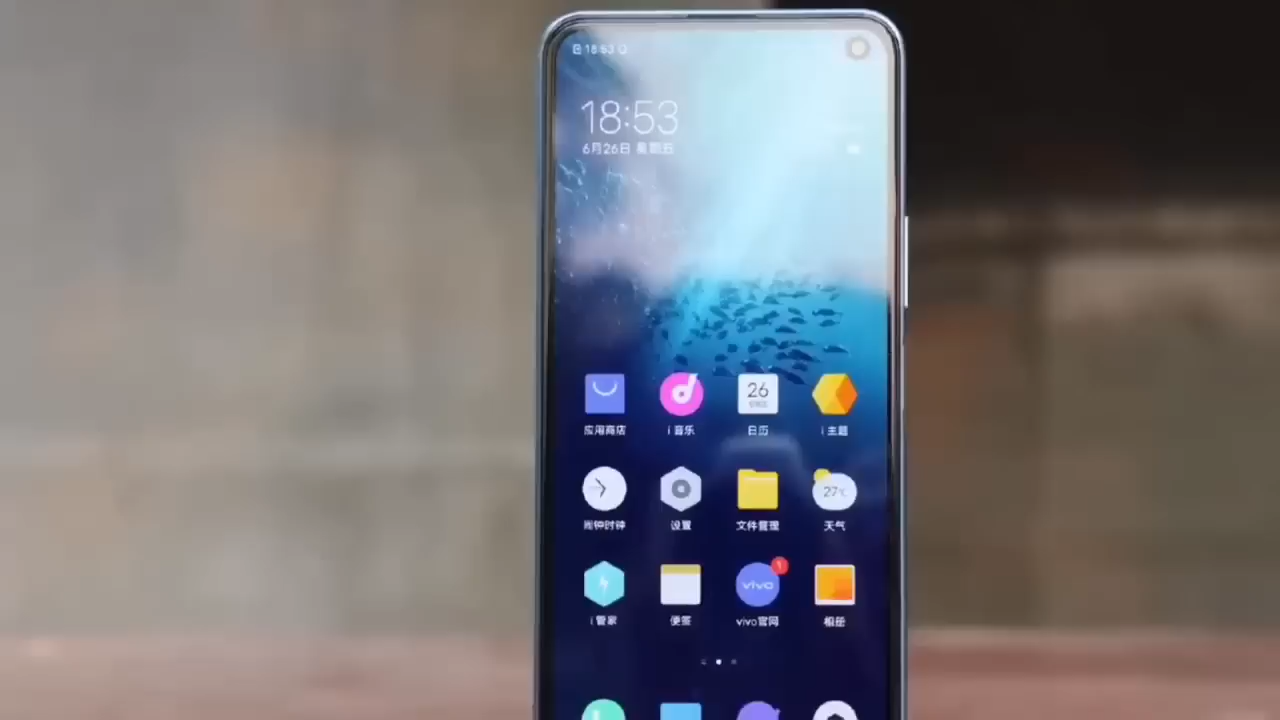 18:53
18:53
6月26日 星期五
26
应用商店 i 音乐 日历 i 主题
27℃
闹钟时钟 设置 文件管理 天气
vivo 1
i 管家 便签 vivo官网 相册